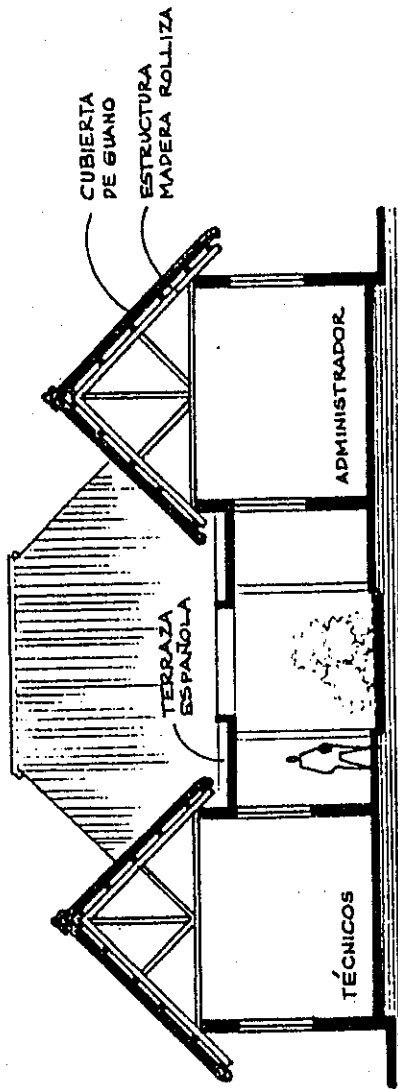 CUBIERTA
DE GUANO
ESTRUCTURA
MADERA ROLLIZA
TERRAZA
ESPAÑOLA
TÉCNICOS
ADMINISTRADOR